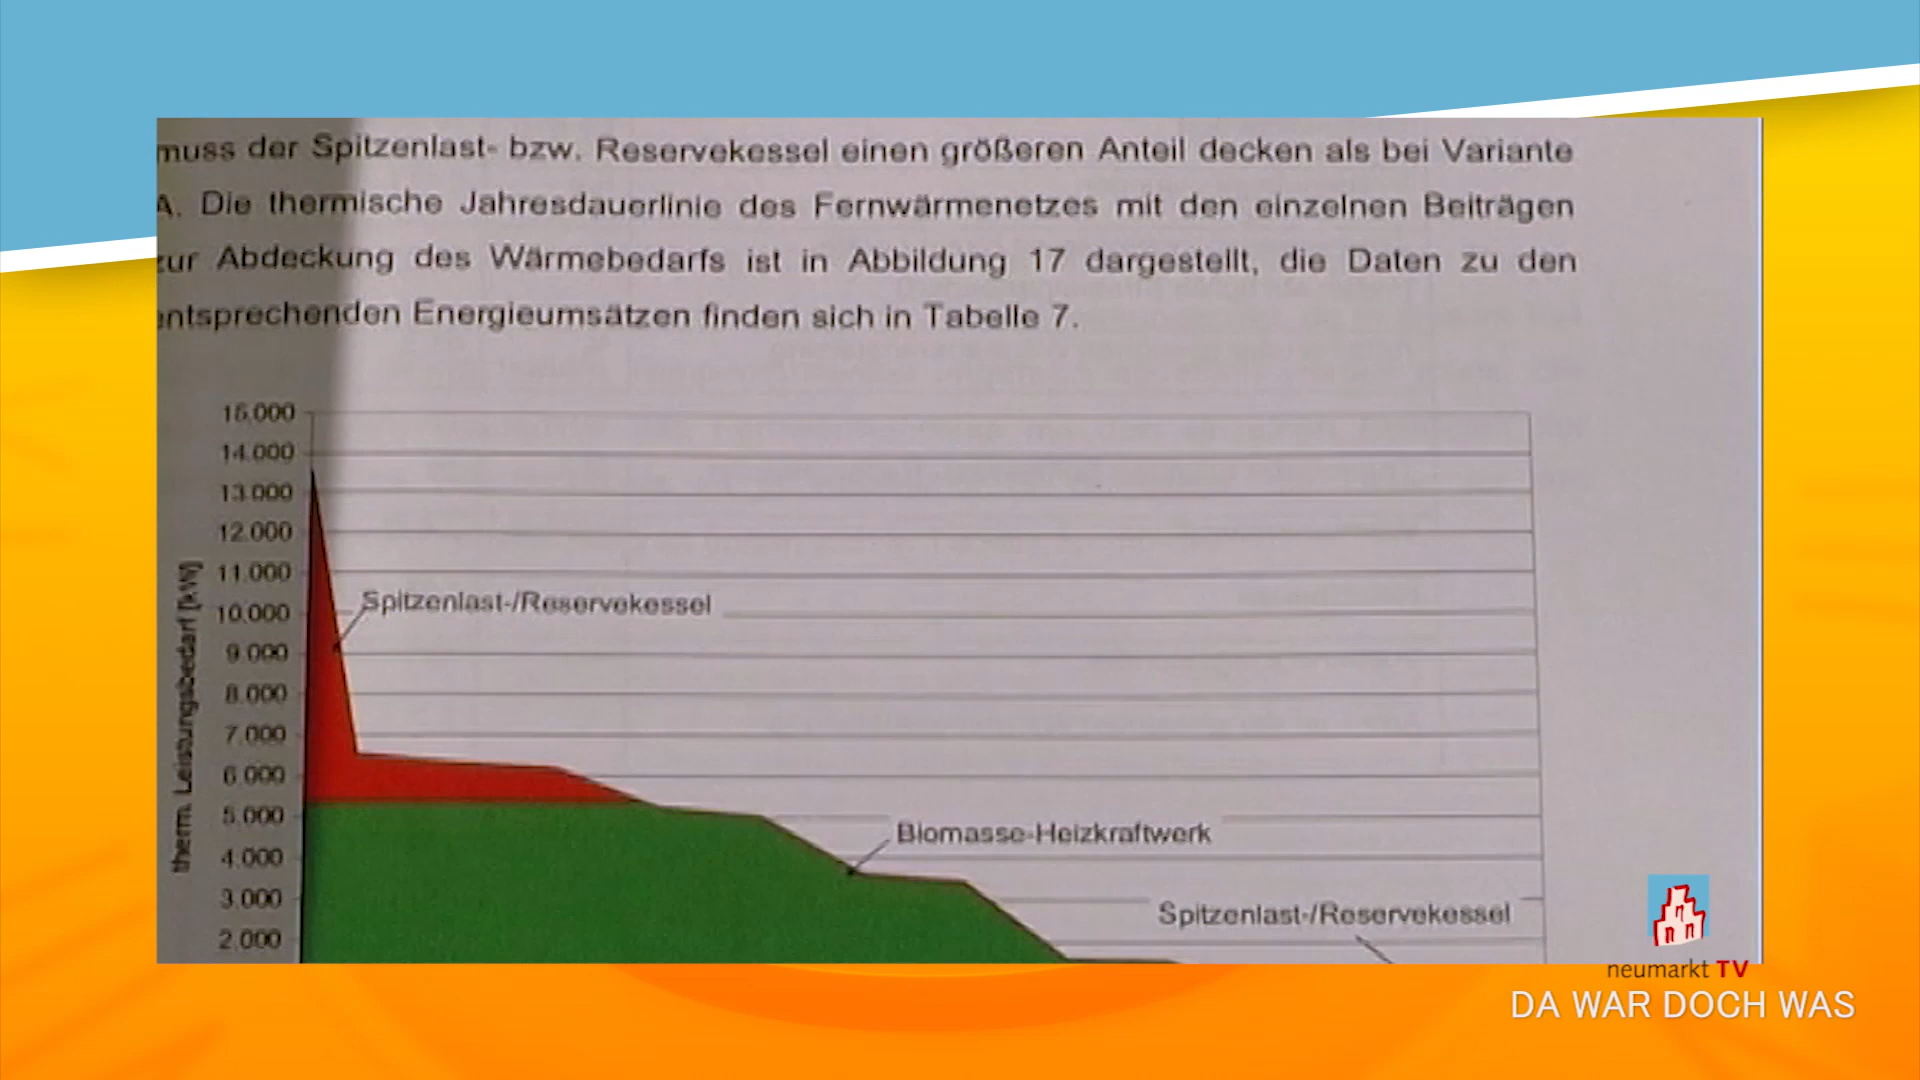 muss der Spitzenlast- bzw. Reservekessel einen größeren Anteil decken als bei Variante
A. Die thermische Jahresdauerlinie des Fernwärmenetzes mit den einzelnen Beiträgen
zur Abdeckung des Wärmebedarfs ist in Abbildung 17 dargestellt, die Daten zu den
entsprechenden Energieumsätzen finden sich in Tabelle 7.
15.000
14.000
13.000
12.000
11.000
10.000
9.000
8.000
7.000
6.000
5.000
4.000
3.000
2.000
therm. Leistungsbedarf [kW]
Spitzenlast-/Reservekessel
Biomasse-Heizkraftwerk
Spitzenlast-/Reservekessel
neumarkt TV
DA WAR DOCH WAS